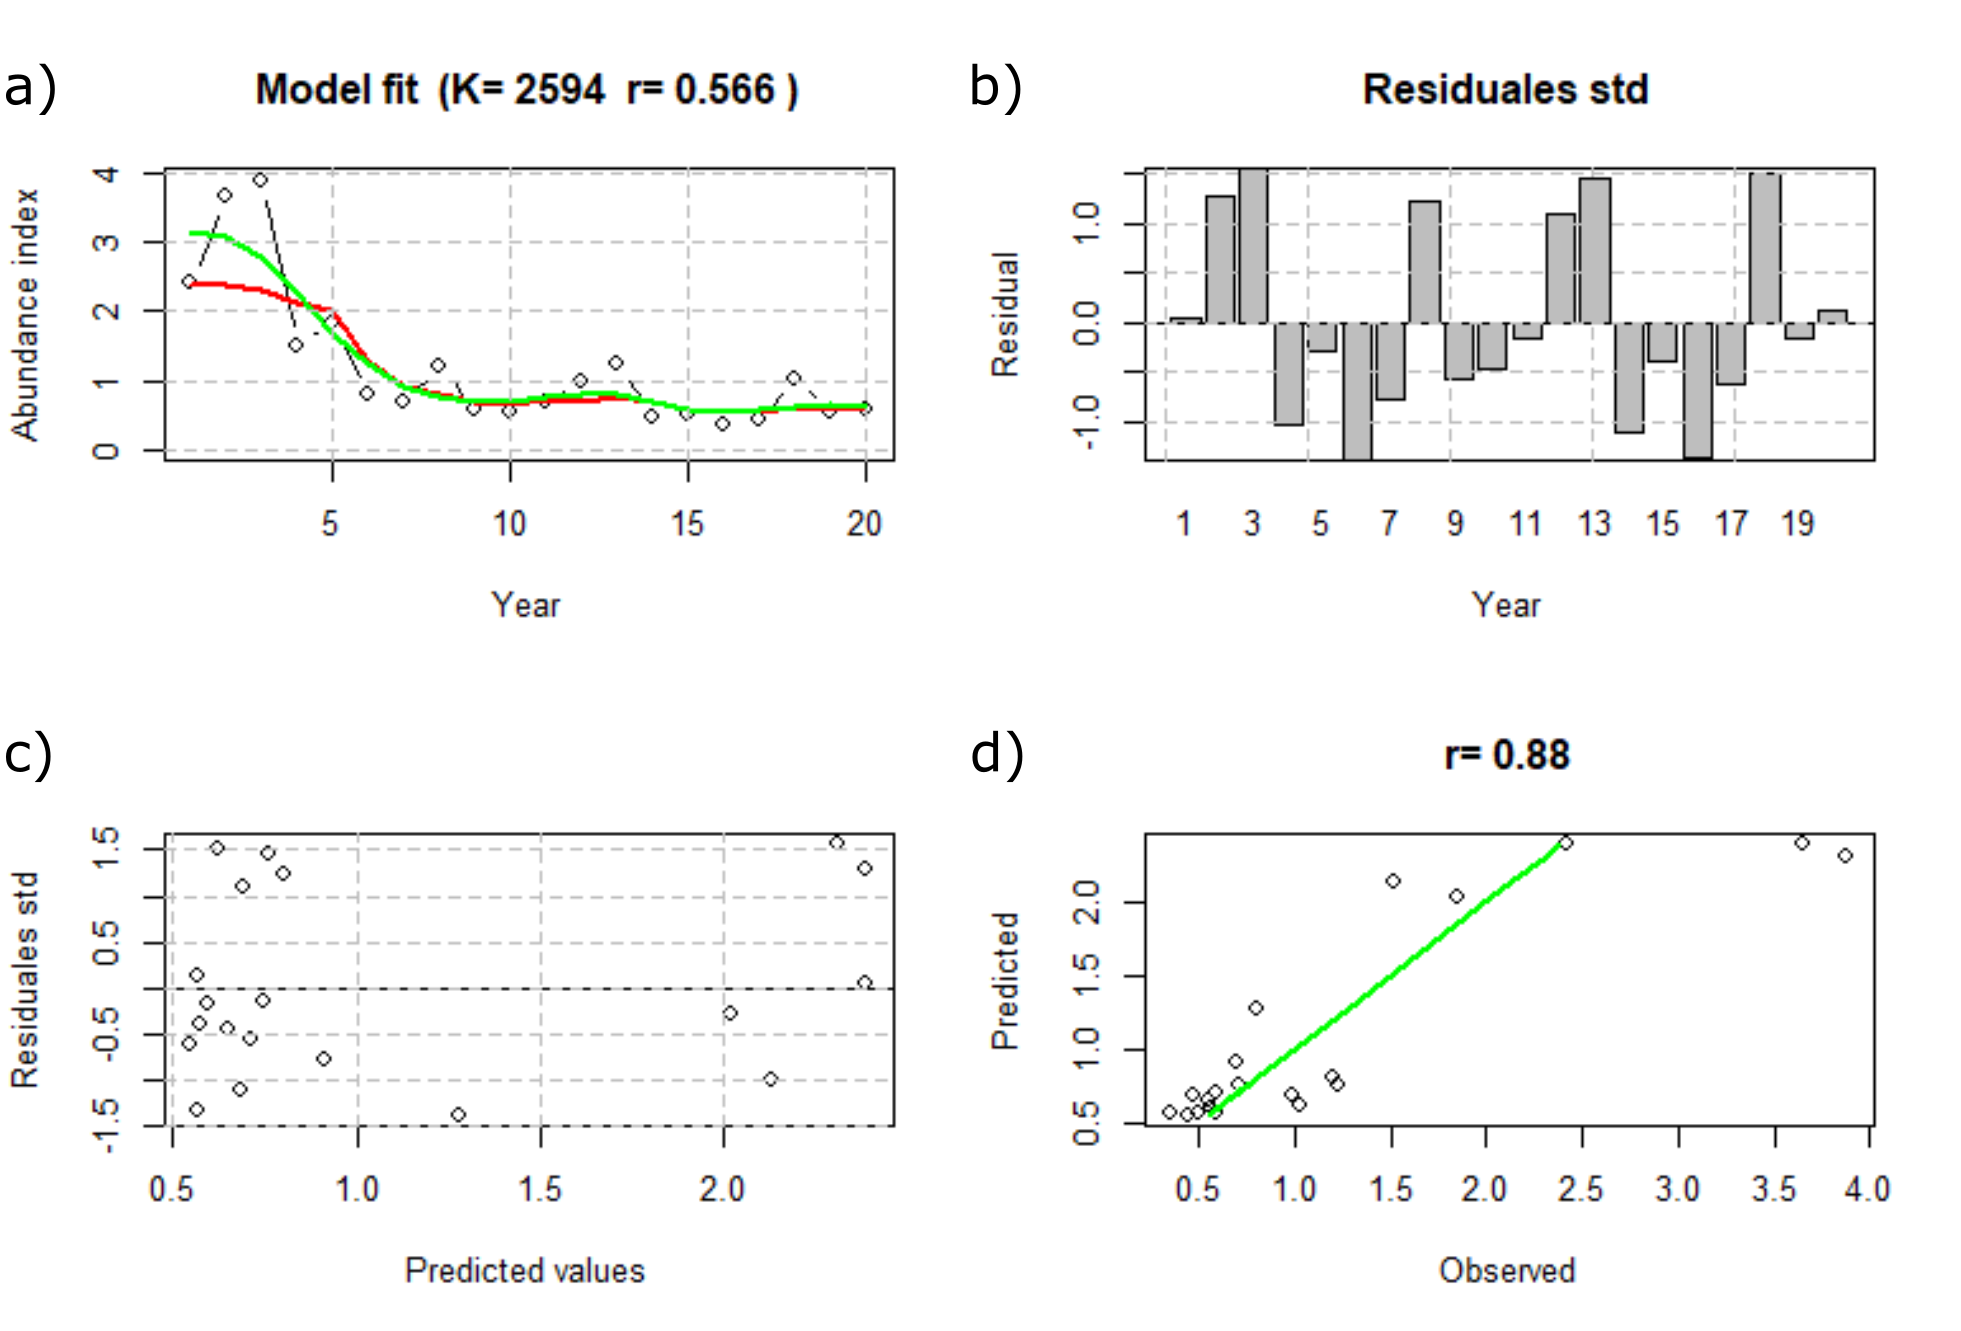 a)
Model fit (K= 2594 r= 0.566 )
Abundance index
4
3
2
1
0
5 10 15 20
Year
b)
Residuales std
Residual
1.0
0.0
-1.0
1 3 5 7 9 11 13 15 17 19
Year
c)
Residuales std
1.5
0.5
-0.5
-1.5
0.5 1.0 1.5 2.0
Predicted values
d)
r= 0.88
Predicted
2.0
1.5
1.0
0.5
0.5 1.0 1.5 2.0 2.5 3.0 3.5 4.0
Observed